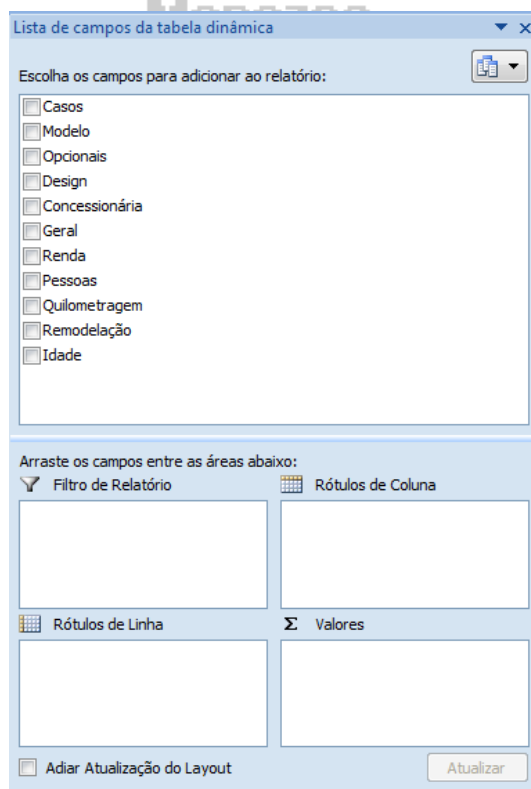 Lista de campos da tabela dinâmica
Escolha os campos para adicionar ao relatório:
Casos
Modelo
Opcionais
Design
Concessionária
Geral
Renda
Pessoas
Quilometragem
Remodelação
Idade
Arraste os campos entre as áreas abaixo:
Filtro de Relatório
Rótulos de Coluna
Rótulos de Linha
Σ Valores
Adiar Atualização do Layout
Atualizar